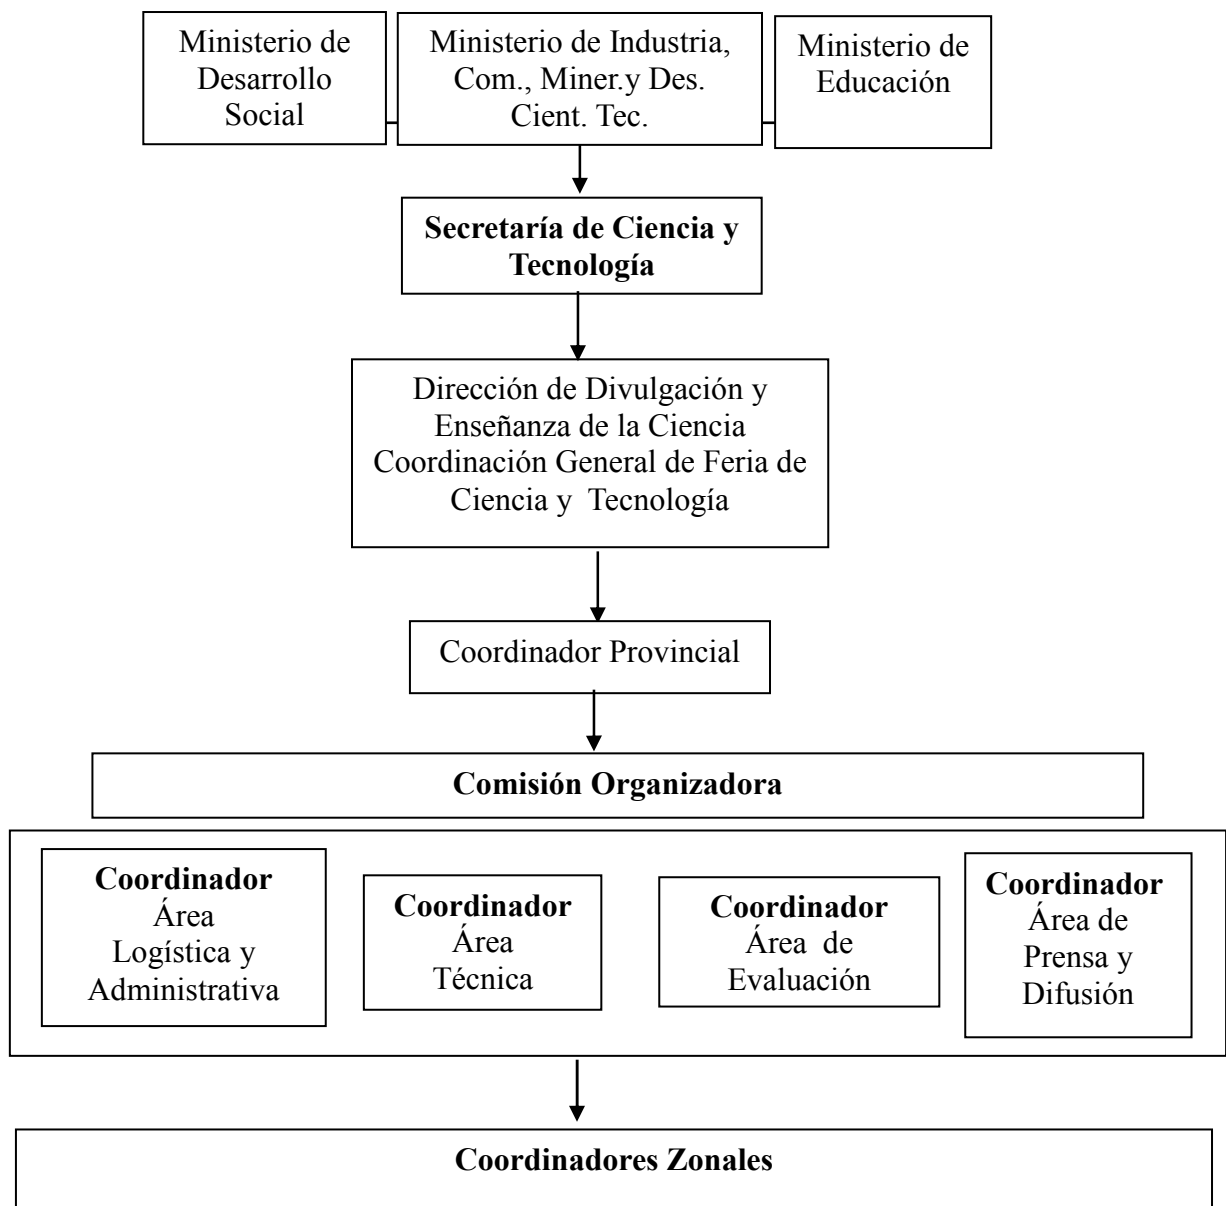 Ministerio de
Desarrollo
Social
Ministerio de Industria,
Com., Miner.y Des.
Cient. Tec.
Ministerio de
Educación
Secretaría de Ciencia y
Tecnología
Dirección de Divulgación y
Enseñanza de la Ciencia
Coordinación General de Feria de
Ciencia y  Tecnología
Coordinador Provincial
Comisión Organizadora
Coordinador
Área
Logística y
Administrativa
Coordinador
Área
Técnica
Coordinador
Área  de
Evaluación
Coordinador
Área de
Prensa y
Difusión
Coordinadores Zonales